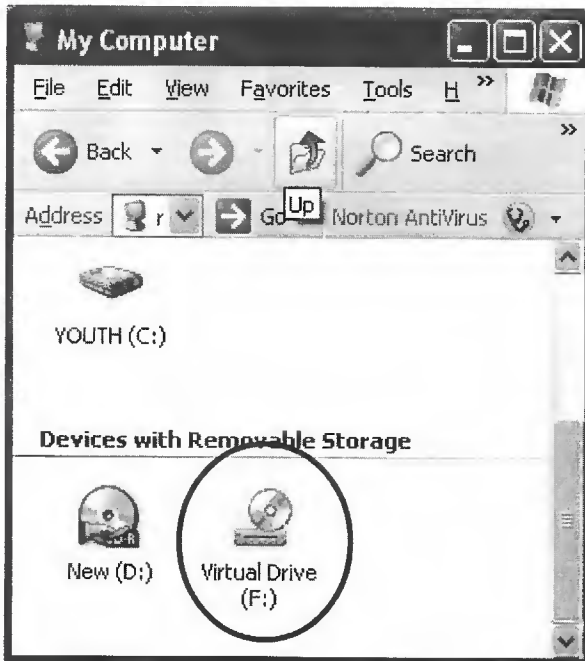 My Computer
File Edit View Favorites Tools H »
Back Search »
Address r Go Norton AntiVirus
Up
YOUTH (C:)
Devices with Removable Storage
CD-R
New (D:) Virtual Drive
(F:)